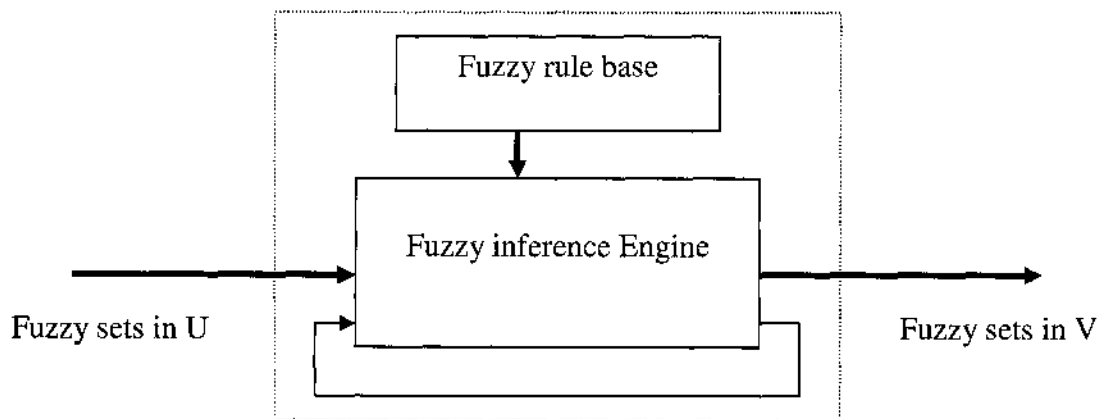 Fuzzy rule base
Fuzzy inference Engine
Fuzzy sets in U
Fuzzy sets in V